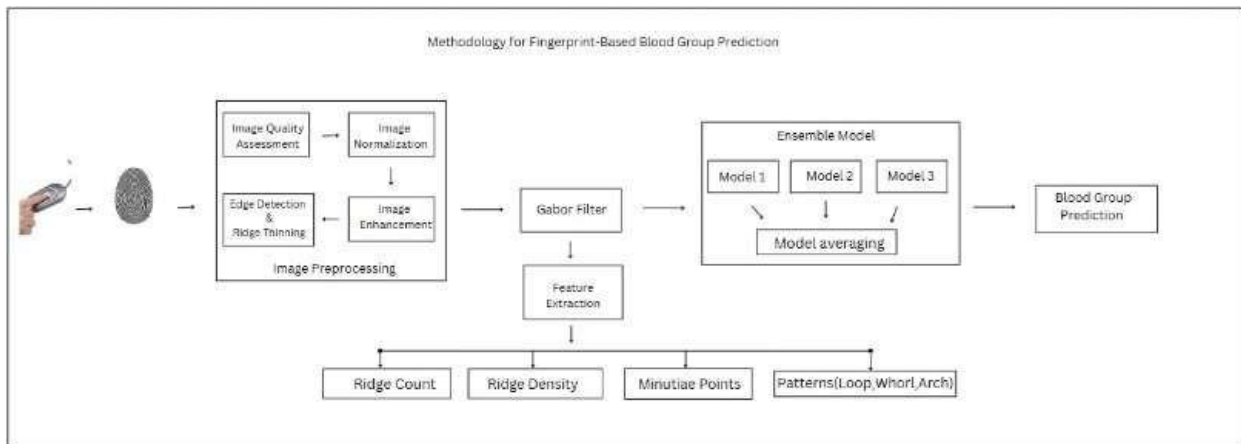 Methodology for Fingerprint-Based Blood Group Prediction
Image Quality
Assessment
Image
Normalization
Edge Detection
&
Ridge Thinning
Image
Enhancement
Image Preprocessing
Gabor Filter
Feature
Extraction
Ridge Count
Ridge Density
Minutiae Points
Patterns(Loop,Whorl,Arch)
Ensemble Model
Model 1
Model 2
Model 3
Model averaging
Blood Group
Prediction